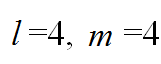 l =4, m =4